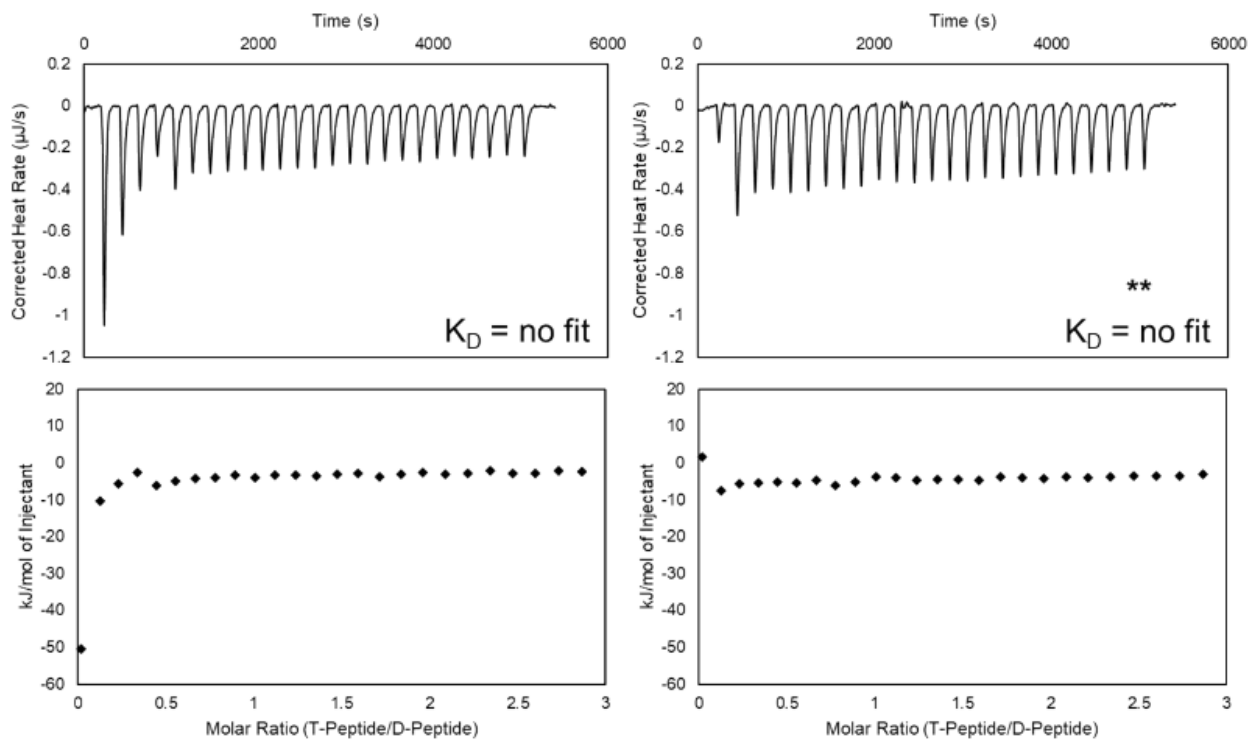 Time (s)
0 2000 4000 6000
0.2
0
-0.2
-0.4
-0.6
-0.8
-1
-1.2
Corrected Heat Rate (µJ/s)
K_D = no fit
Time (s)
0 2000 4000 6000
0.2
0
-0.2
-0.4
-0.6
-0.8
-1
-1.2
Corrected Heat Rate (µJ/s)
**
K_D = no fit
20
10
0
-10
-20
-30
-40
-50
-60
kJ/mol of Injectant
0 0.5 1 1.5 2 2.5 3
Molar Ratio (T-Peptide/D-Peptide)
20
10
0
-10
-20
-30
-40
-50
-60
kJ/mol of Injectant
0 0.5 1 1.5 2 2.5 3
Molar Ratio (T-Peptide/D-Peptide)